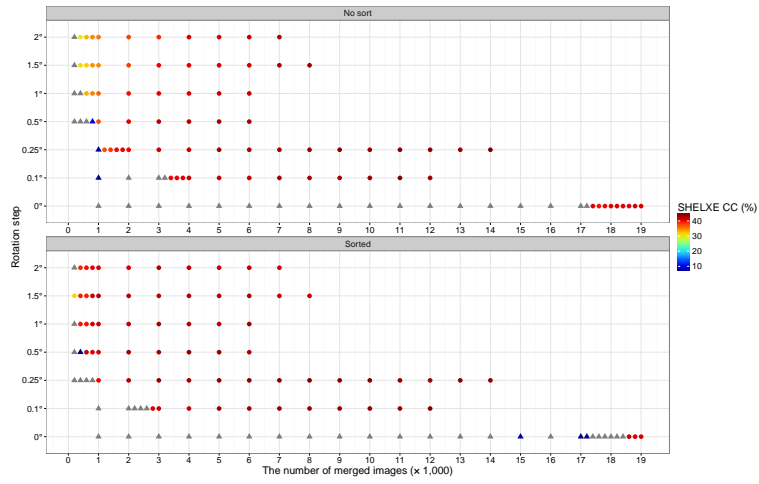 No sort
2°
1.5°
1°
0.5°
0.25°
0.1°
0°
0 1 2 3 4 5 6 7 8 9 10 11 12 13 14 15 16 17 18 19
Rotation step
SHELXE CC (%)
40
30
20
10
Sorted
2°
1.5°
1°
0.5°
0.25°
0.1°
0°
0 1 2 3 4 5 6 7 8 9 10 11 12 13 14 15 16 17 18 19
The number of merged images (× 1,000)